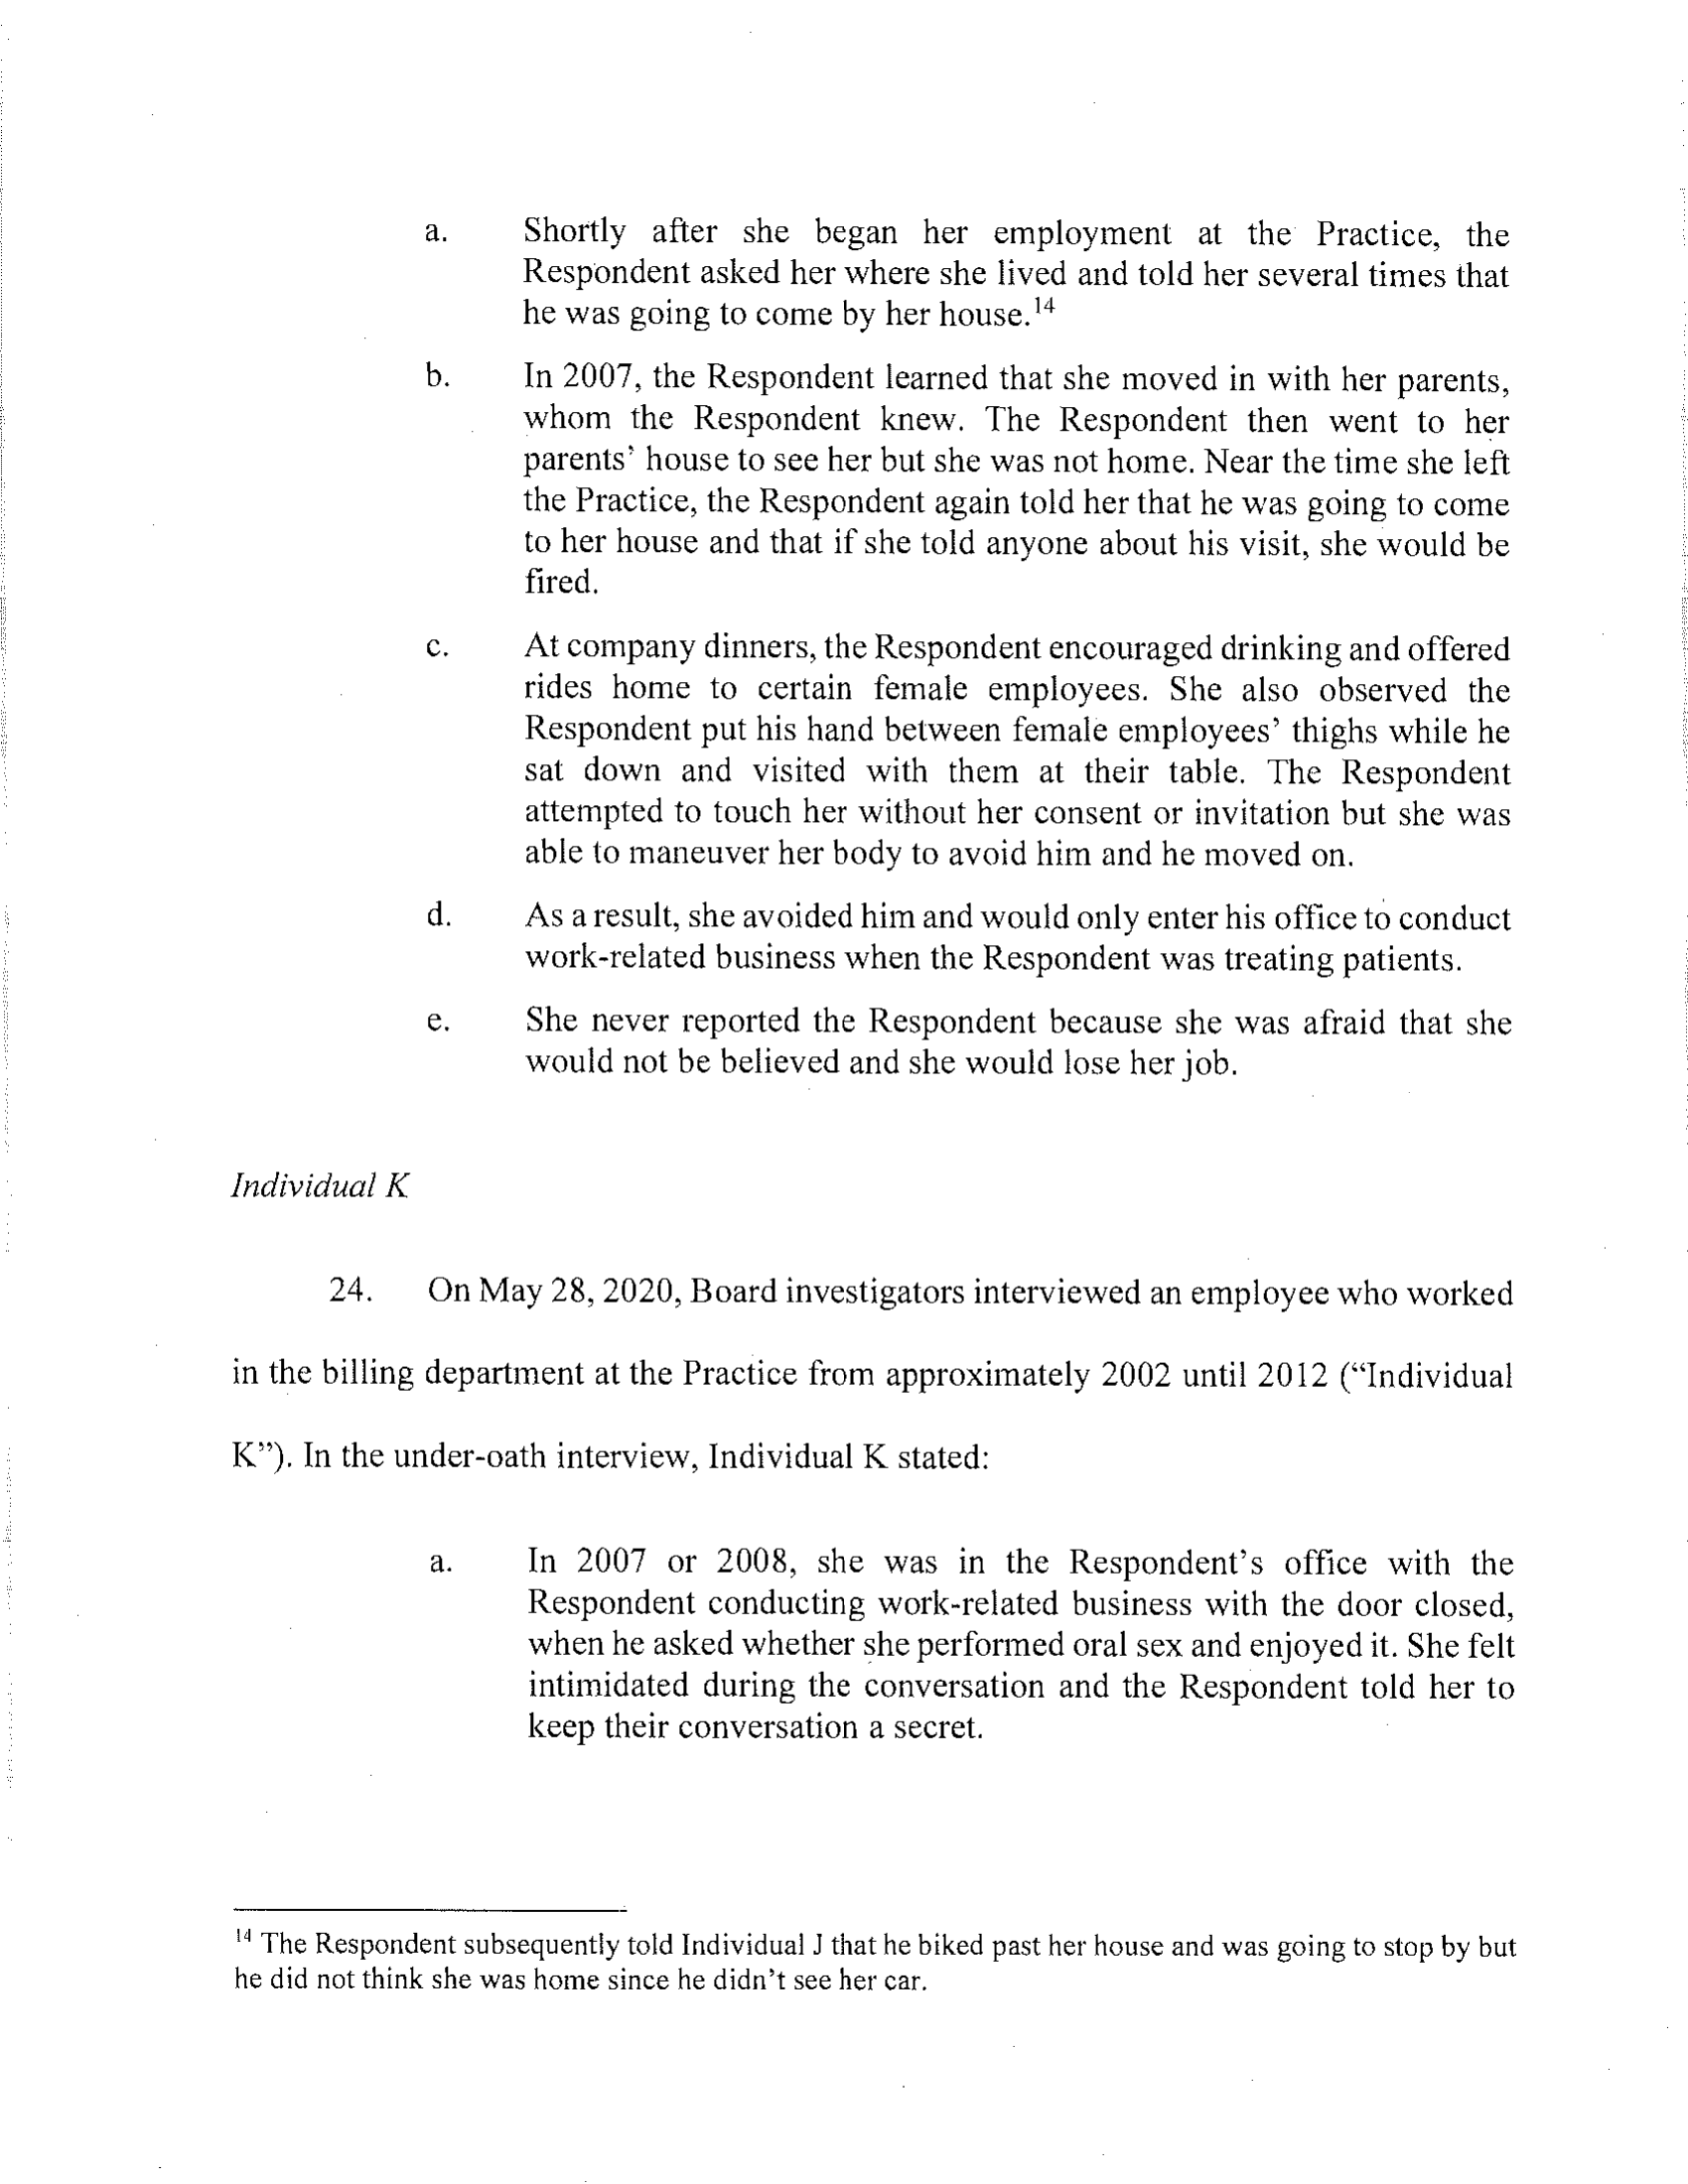 a. Shortly after she began her employment at the Practice, the
Respondent asked her where she lived and told her several times that
he was going to come by her house.14
b. In 2007, the Respondent learned that she moved in with her parents,
whom the Respondent knew. The Respondent then went to her
parents' house to see her but she was not home. Near the time she left
the Practice, the Respondent again told her that he was going to come
to her house and that if she told anyone about his visit, she would be
fired.
c. At company dinners, the Respondent encouraged drinking and offered
rides home to certain female employees. She also observed the
Respondent put his hand between female employees' thighs while he
sat down and visited with them at their table. The Respondent
attempted to touch her without her consent or invitation but she was
able to maneuver her body to avoid him and he moved on.
d. As a result, she avoided him and would only enter his office to conduct
work-related business when the Respondent was treating patients.
e. She never reported the Respondent because she was afraid that she
would not be believed and she would lose her job.
Individual K
24. On May 28, 2020, Board investigators interviewed an employee who worked
in the billing department at the Practice from approximately 2002 until 2012 ("Individual
K"). In the under-oath interview, Individual K stated:
a. In 2007 or 2008, she was in the Respondent's office with the
Respondent conducting work-related business with the door closed,
when he asked whether she performed oral sex and enjoyed it. She felt
intimidated during the conversation and the Respondent told her to
keep their conversation a secret.
14 The Respondent subsequently told Individual J that he biked past her house and was going to stop by but
he did not think she was home since he didn't see her car.